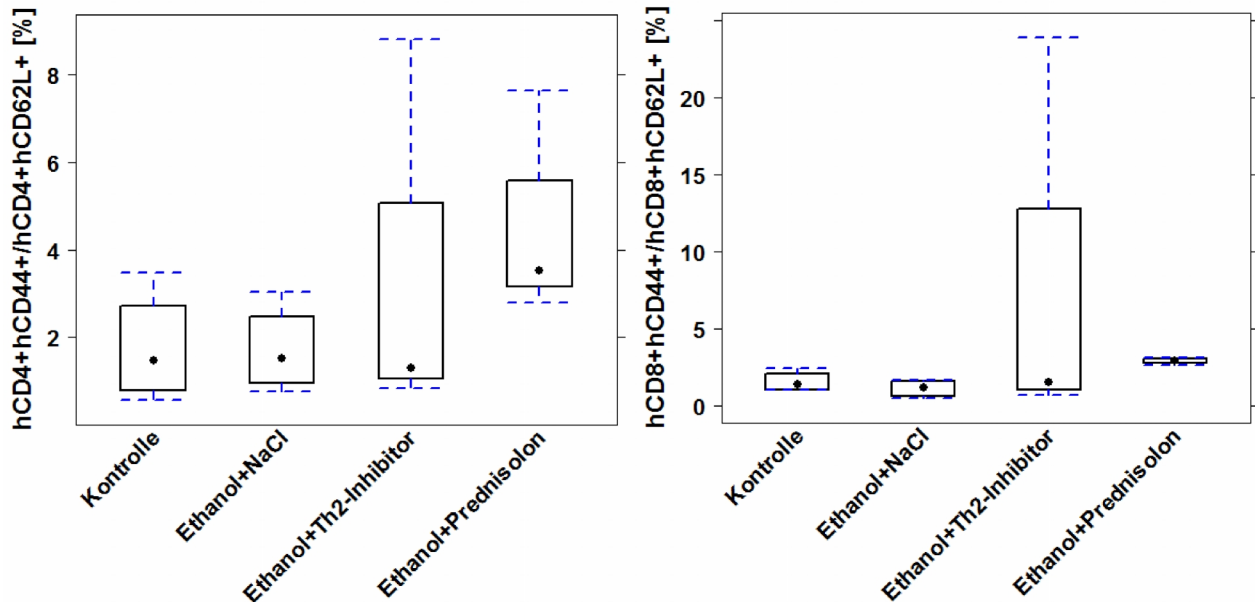 hCD4+hCD44+/hCD4+hCD62L+ [%]
8
6
4
2
Kontrolle
Ethanol+NaCl
Ethanol+Th2-Inhibitor
Ethanol+Prednisolon
hCD8+hCD44+/hCD8+hCD62L+ [%]
20
15
10
5
0
Kontrolle
Ethanol+NaCl
Ethanol+Th2-Inhibitor
Ethanol+Prednisolon